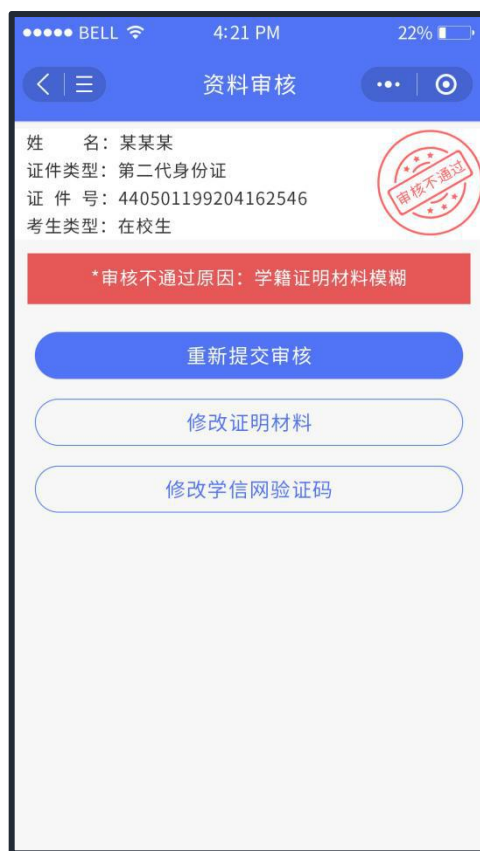 BELL 4:21 PM 22%
资料审核
姓 名：某某某
证件类型：第二代身份证
证 件 号：440501199204162546
考生类型：在校生
审核不通过
*审核不通过原因：学籍证明材料模糊
重新提交审核
修改证明材料
修改学信网验证码